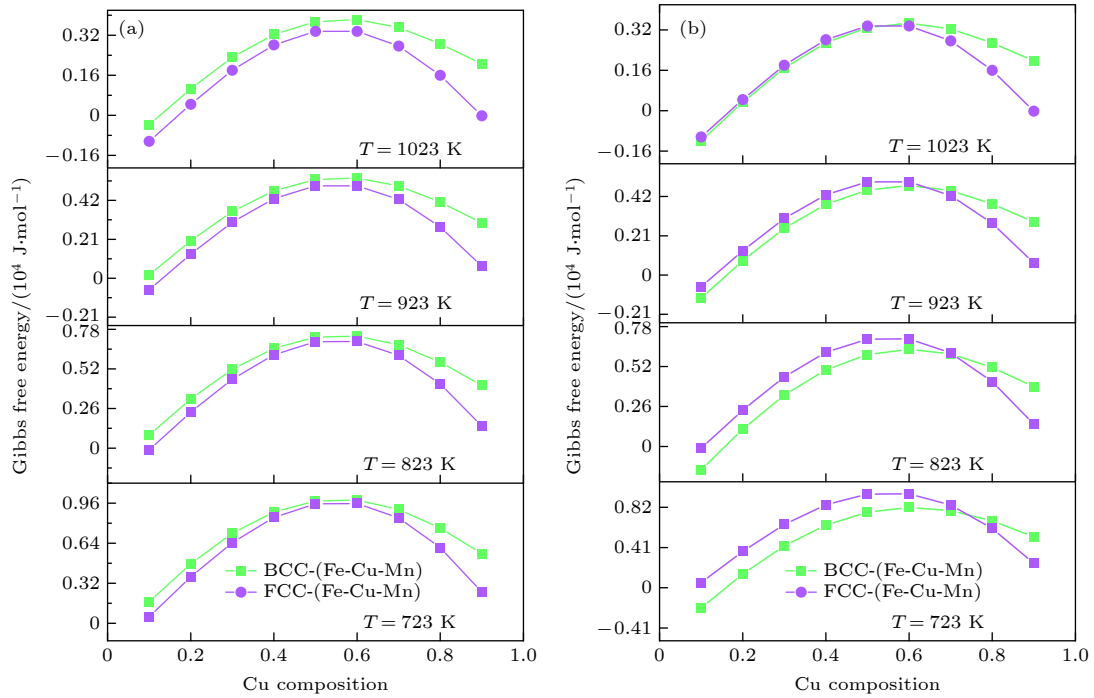 (a)
0.32
0.16
0
−0.16
T = 1023 K
0.42
0.21
0
−0.21
T = 923 K
0.78
0.52
0.26
0
T = 823 K
0.96
0.64
0.32
0
BCC-(Fe-Cu-Mn)
FCC-(Fe-Cu-Mn)
T = 723 K
0 0.2 0.4 0.6 0.8 1.0
Cu composition
Gibbs free energy/(10⁴ J·mol⁻¹)
(b)
0.32
0.16
0
−0.16
T = 1023 K
0.42
0.21
0
−0.21
T = 923 K
0.78
0.52
0.26
0
T = 823 K
0.82
0.41
0
−0.41
BCC-(Fe-Cu-Mn)
FCC-(Fe-Cu-Mn)
T = 723 K
0 0.2 0.4 0.6 0.8 1.0
Cu composition
Gibbs free energy/(10⁴ J·mol⁻¹)